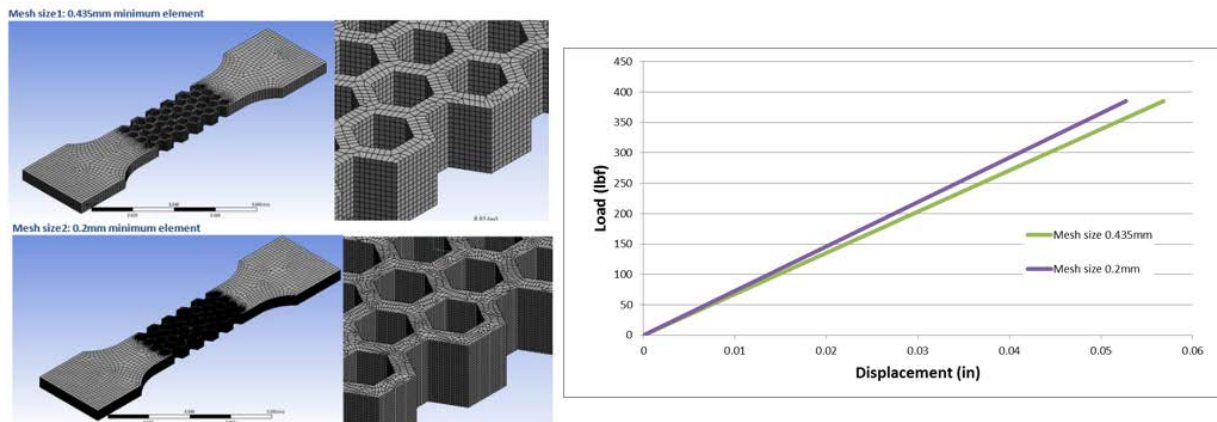 Mesh size1: 0.435mm minimum element
Mesh size2: 0.2mm minimum element
450
400
350
300
250
200
150
100
50
0
Load (lbf)
Mesh size 0.435mm
Mesh size 0.2mm
0 0.01 0.02 0.03 0.04 0.05 0.06
Displacement (in)